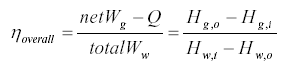 η_overall = (netW_g − Q) / (totalW_w) = (H_g,o − H_g,i) / (H_w,i − H_w,o)